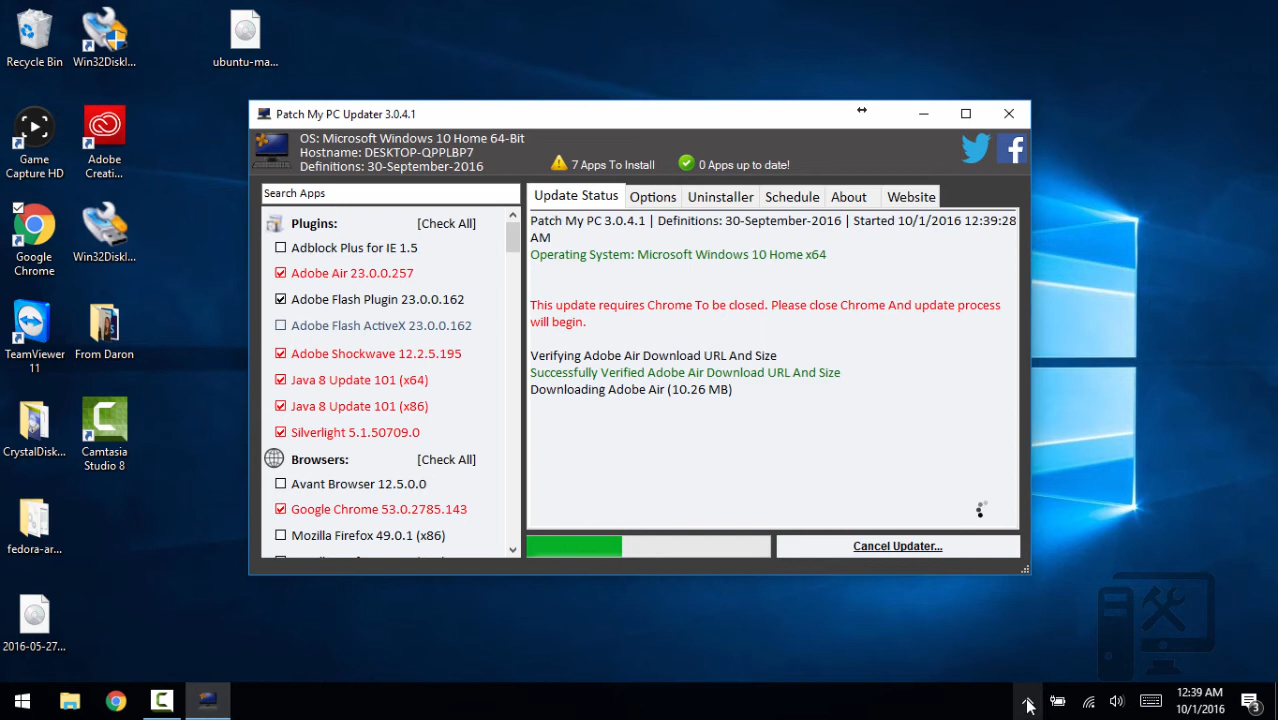 Recycle Bin
Win32Diskl...
ubuntu-ma...
Game
Capture HD
Adobe
Creati...
Google
Chrome
Win32Diskl...
TeamViewer
11
From Daron
CrystalDisk...
Camtasia
Studio 8
fedora-ar...
2016-05-27...
Patch My PC Updater 3.0.4.1
OS: Microsoft Windows 10 Home 64-Bit
Hostname: DESKTOP-QPPLBP7
Definitions: 30-September-2016
7 Apps To Install
0 Apps up to date!
Search Apps
Plugins: [Check All]
Adblock Plus for IE 1.5
Adobe Air 23.0.0.257
Adobe Flash Plugin 23.0.0.162
Adobe Flash ActiveX 23.0.0.162
Adobe Shockwave 12.2.5.195
Java 8 Update 101 (x64)
Java 8 Update 101 (x86)
Silverlight 5.1.50709.0
Browsers: [Check All]
Avant Browser 12.5.0.0
Google Chrome 53.0.2785.143
Mozilla Firefox 49.0.1 (x86)
Update Status Options Uninstaller Schedule About Website
Patch My PC 3.0.4.1 | Definitions: 30-September-2016 | Started 10/1/2016 12:39:28
AM
Operating System: Microsoft Windows 10 Home x64
This update requires Chrome To be closed. Please close Chrome And update process
will begin.
Verifying Adobe Air Download URL And Size
Successfully Verified Adobe Air Download URL And Size
Downloading Adobe Air (10.26 MB)
Cancel Updater...
12:39 AM
10/1/2016
3